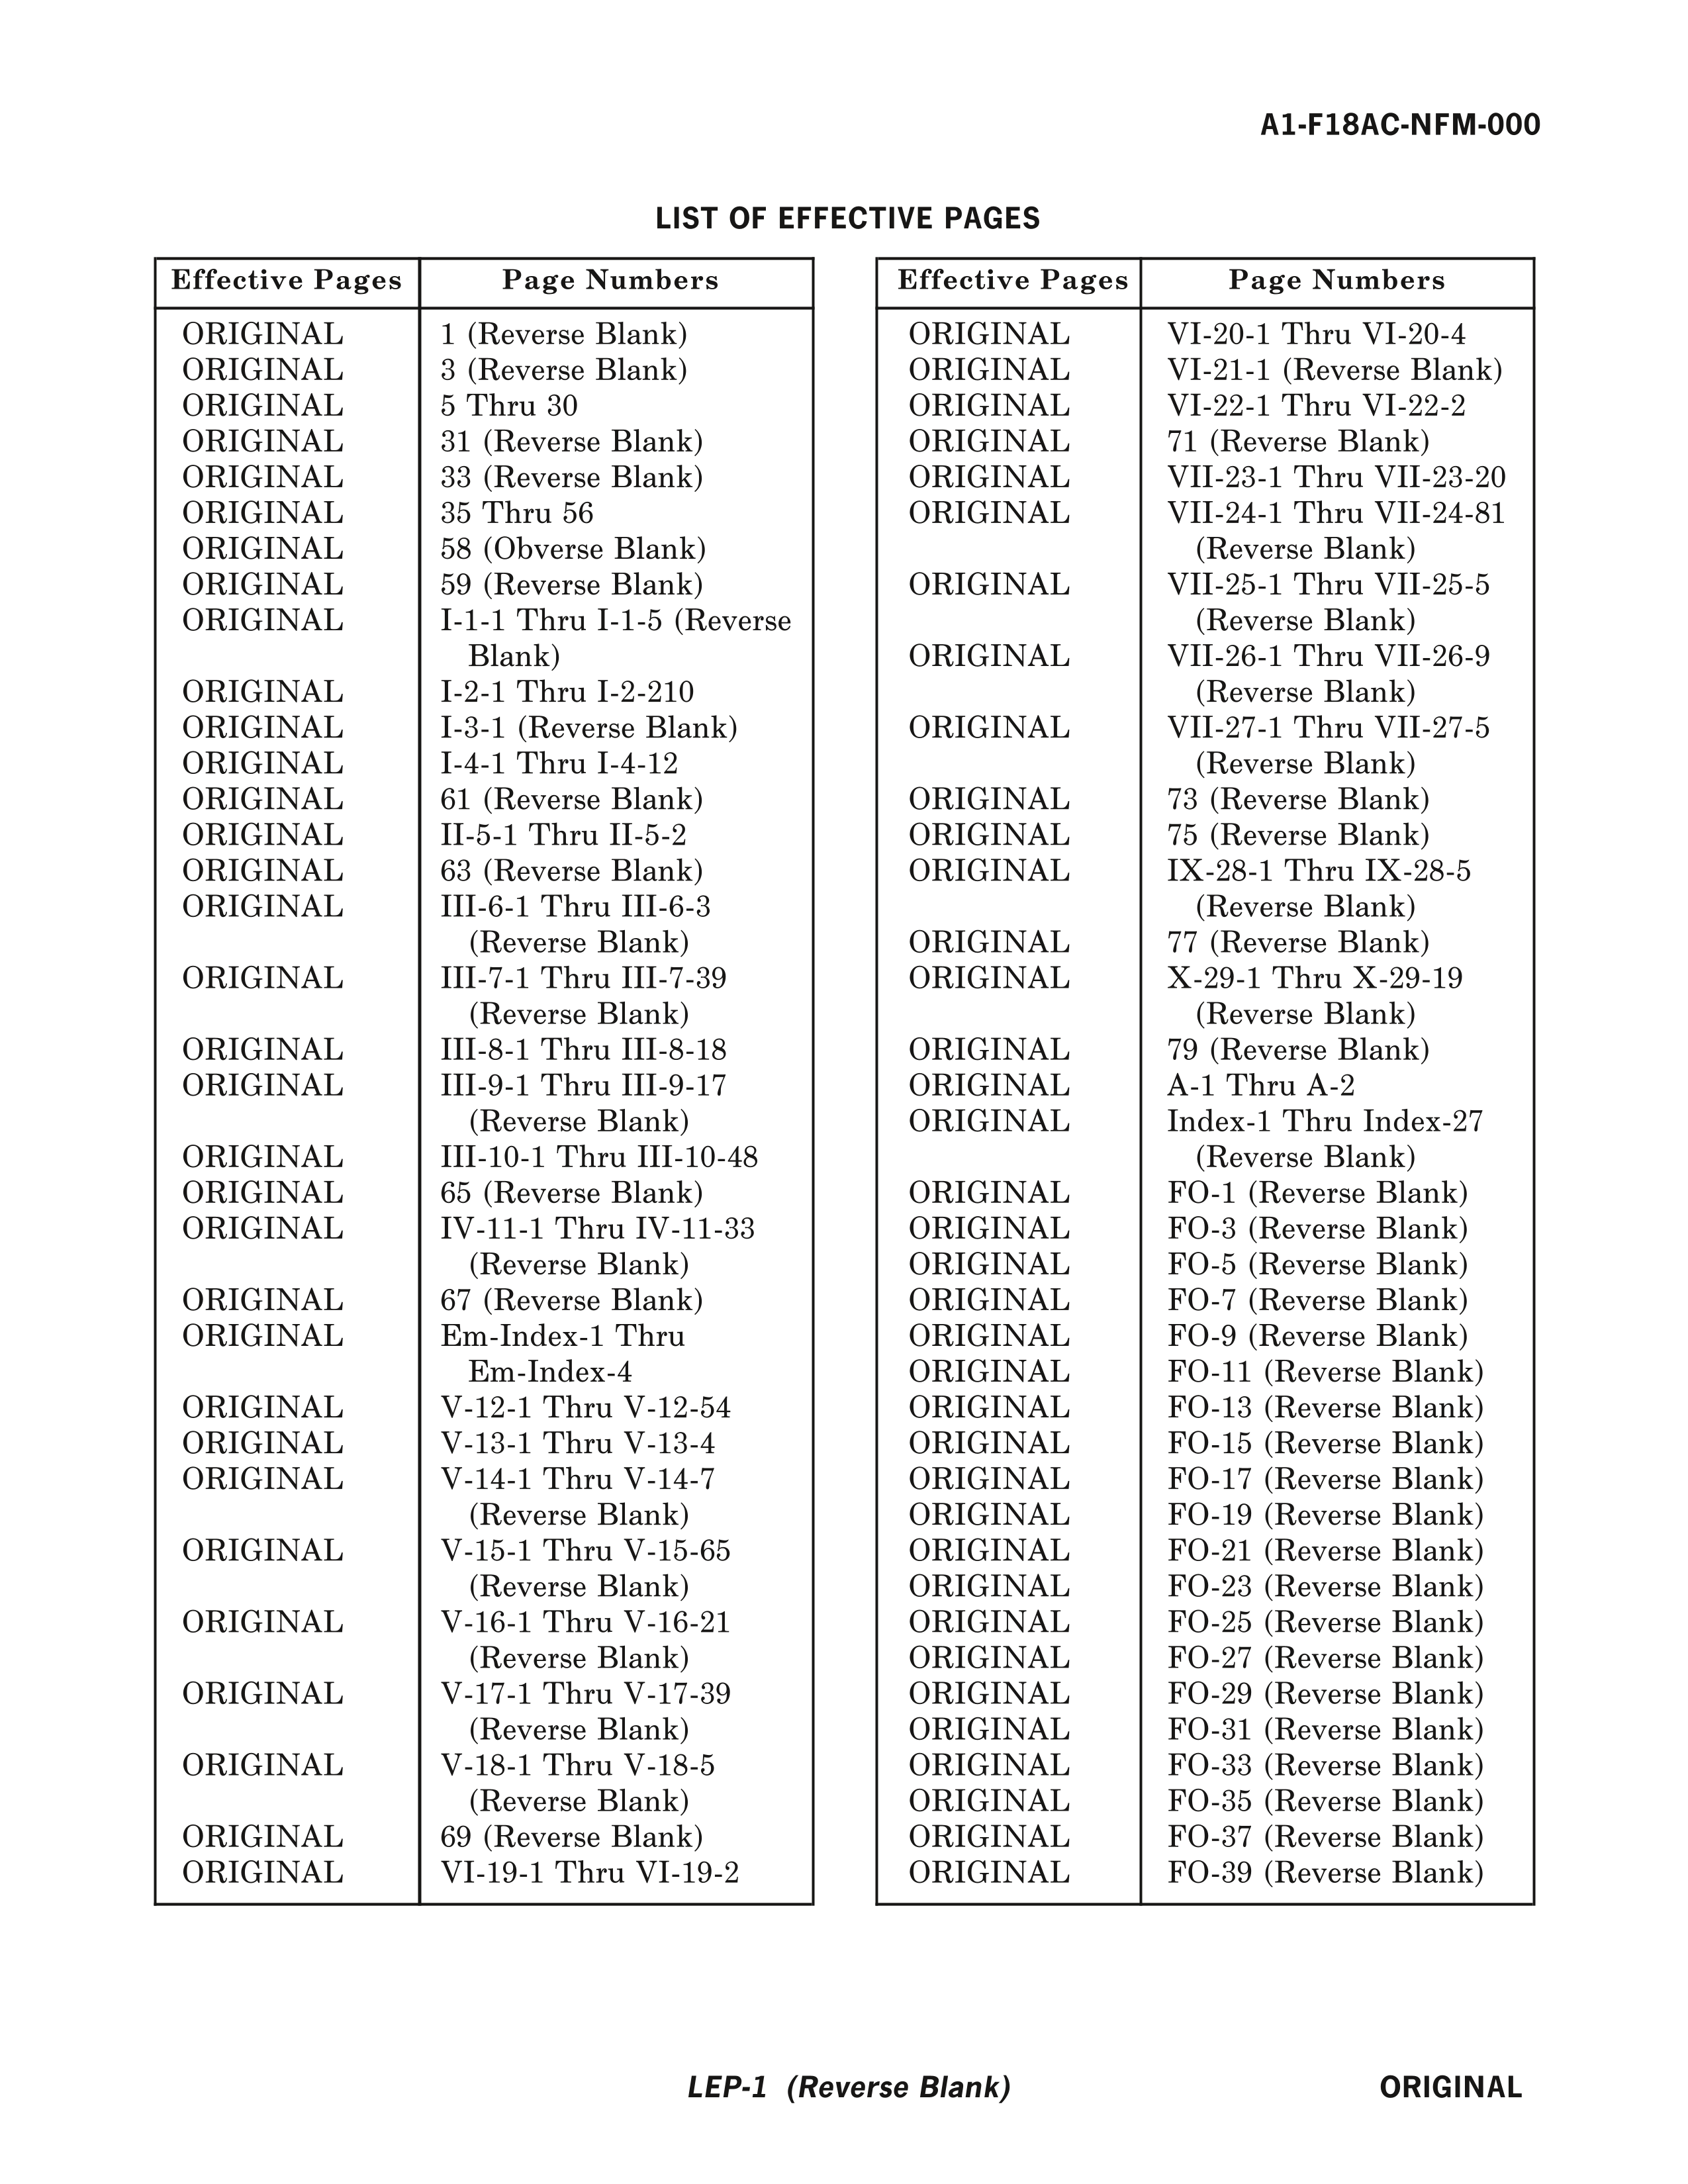 A1-F18AC-NFM-000
LIST OF EFFECTIVE PAGES
Effective Pages Page Numbers
ORIGINAL 1 (Reverse Blank)
ORIGINAL 3 (Reverse Blank)
ORIGINAL 5 Thru 30
ORIGINAL 31 (Reverse Blank)
ORIGINAL 33 (Reverse Blank)
ORIGINAL 35 Thru 56
ORIGINAL 58 (Obverse Blank)
ORIGINAL 59 (Reverse Blank)
ORIGINAL I-1-1 Thru I-1-5 (Reverse
Blank)
ORIGINAL I-2-1 Thru I-2-210
ORIGINAL I-3-1 (Reverse Blank)
ORIGINAL I-4-1 Thru I-4-12
ORIGINAL 61 (Reverse Blank)
ORIGINAL II-5-1 Thru II-5-2
ORIGINAL 63 (Reverse Blank)
ORIGINAL III-6-1 Thru III-6-3
(Reverse Blank)
ORIGINAL III-7-1 Thru III-7-39
(Reverse Blank)
ORIGINAL III-8-1 Thru III-8-18
ORIGINAL III-9-1 Thru III-9-17
(Reverse Blank)
ORIGINAL III-10-1 Thru III-10-48
ORIGINAL 65 (Reverse Blank)
ORIGINAL IV-11-1 Thru IV-11-33
(Reverse Blank)
ORIGINAL 67 (Reverse Blank)
ORIGINAL Em-Index-1 Thru
Em-Index-4
ORIGINAL V-12-1 Thru V-12-54
ORIGINAL V-13-1 Thru V-13-4
ORIGINAL V-14-1 Thru V-14-7
(Reverse Blank)
ORIGINAL V-15-1 Thru V-15-65
(Reverse Blank)
ORIGINAL V-16-1 Thru V-16-21
(Reverse Blank)
ORIGINAL V-17-1 Thru V-17-39
(Reverse Blank)
ORIGINAL V-18-1 Thru V-18-5
(Reverse Blank)
ORIGINAL 69 (Reverse Blank)
ORIGINAL VI-19-1 Thru VI-19-2
Effective Pages Page Numbers
ORIGINAL VI-20-1 Thru VI-20-4
ORIGINAL VI-21-1 (Reverse Blank)
ORIGINAL VI-22-1 Thru VI-22-2
ORIGINAL 71 (Reverse Blank)
ORIGINAL VII-23-1 Thru VII-23-20
ORIGINAL VII-24-1 Thru VII-24-81
(Reverse Blank)
ORIGINAL VII-25-1 Thru VII-25-5
(Reverse Blank)
ORIGINAL VII-26-1 Thru VII-26-9
(Reverse Blank)
ORIGINAL VII-27-1 Thru VII-27-5
(Reverse Blank)
ORIGINAL 73 (Reverse Blank)
ORIGINAL 75 (Reverse Blank)
ORIGINAL IX-28-1 Thru IX-28-5
(Reverse Blank)
ORIGINAL 77 (Reverse Blank)
ORIGINAL X-29-1 Thru X-29-19
(Reverse Blank)
ORIGINAL 79 (Reverse Blank)
ORIGINAL A-1 Thru A-2
ORIGINAL Index-1 Thru Index-27
(Reverse Blank)
ORIGINAL FO-1 (Reverse Blank)
ORIGINAL FO-3 (Reverse Blank)
ORIGINAL FO-5 (Reverse Blank)
ORIGINAL FO-7 (Reverse Blank)
ORIGINAL FO-9 (Reverse Blank)
ORIGINAL FO-11 (Reverse Blank)
ORIGINAL FO-13 (Reverse Blank)
ORIGINAL FO-15 (Reverse Blank)
ORIGINAL FO-17 (Reverse Blank)
ORIGINAL FO-19 (Reverse Blank)
ORIGINAL FO-21 (Reverse Blank)
ORIGINAL FO-23 (Reverse Blank)
ORIGINAL FO-25 (Reverse Blank)
ORIGINAL FO-27 (Reverse Blank)
ORIGINAL FO-29 (Reverse Blank)
ORIGINAL FO-31 (Reverse Blank)
ORIGINAL FO-33 (Reverse Blank)
ORIGINAL FO-35 (Reverse Blank)
ORIGINAL FO-37 (Reverse Blank)
ORIGINAL FO-39 (Reverse Blank)
LEP-1 (Reverse Blank) ORIGINAL